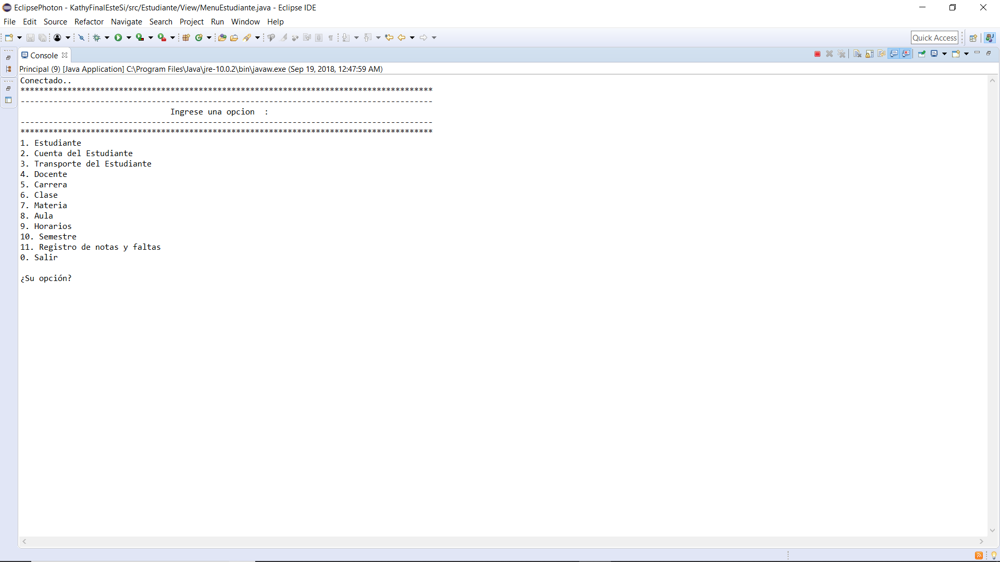 EclipsePhoton - KathyFinalEsteSi/src/Estudiante/View/MenuEstudiante.java - Eclipse IDE
File Edit Source Refactor Navigate Search Project Run Window Help
Quick Access
Console
Principal (9) [Java Application] C:\Program Files\Java\jre-10.0.2\bin\javaw.exe (Sep 19, 2018, 12:47:59 AM)
Conectado..
****************************************************************************************
----------------------------------------------------------------------------------------
Ingrese una opcion  :
----------------------------------------------------------------------------------------
****************************************************************************************
1. Estudiante
2. Cuenta del Estudiante
3. Transporte del Estudiante
4. Docente
5. Carrera
6. Clase
7. Materia
8. Aula
9. Horarios
10. Semestre
11. Registro de notas y faltas
0. Salir
¿Su opción?